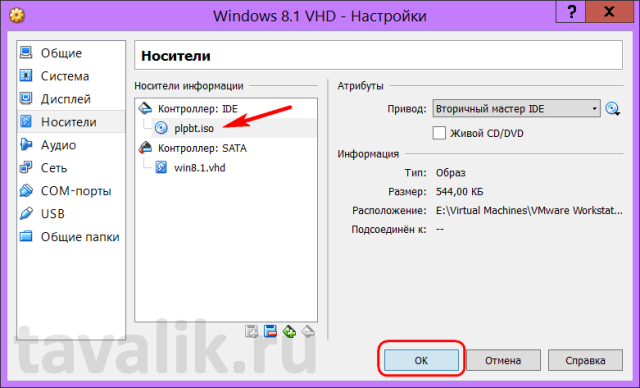 Windows 8.1 VHD - Настройки
?
Общие
Система
Дисплей
Носители
Аудио
Сеть
COM-порты
USB
Общие папки
Носители
Носители информации
Контроллер: IDE
plpbt.iso
Контроллер: SATA
win8.1.vhd
Атрибуты
Привод: Вторичный мастер IDE
Живой CD/DVD
Информация
Тип: Образ
Размер: 544,00 КБ
Расположение: E:\Virtual Machines\VMware Workstat...
Подсоединён к: --
OK
Отмена
Справка
tavalik.ru